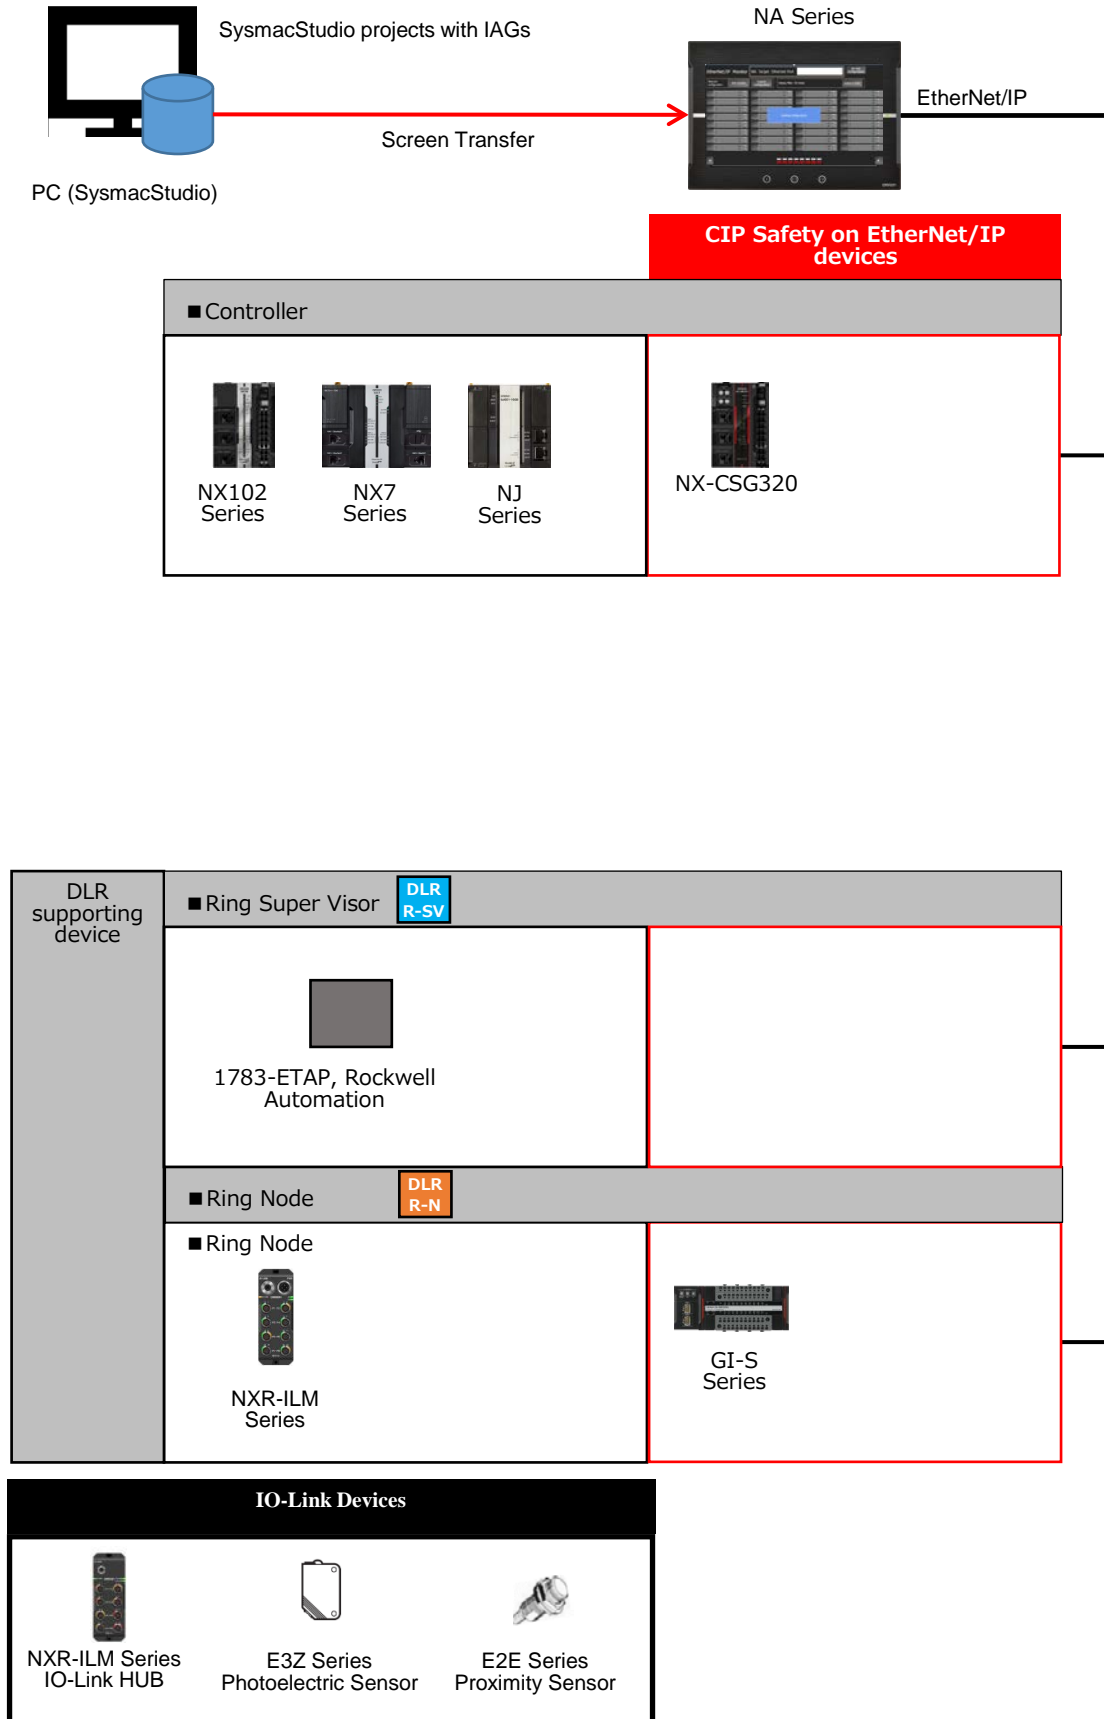 SysmacStudio projects with IAGs
NA Series
EtherNet/IP
Screen Transfer
PC (SysmacStudio)
CIP Safety on EtherNet/IP
devices
■Controller
NX102
Series
NX7
Series
NJ
Series
NX-CSG320
DLR
supporting
device
■Ring Super Visor
DLR
R-SV
1783-ETAP, Rockwell
Automation
■Ring Node
DLR
R-N
■Ring Node
NXR-ILM
Series
GI-S
Series
IO-Link Devices
NXR-ILM Series
IO-Link HUB
E3Z Series
Photoelectric Sensor
E2E Series
Proximity Sensor